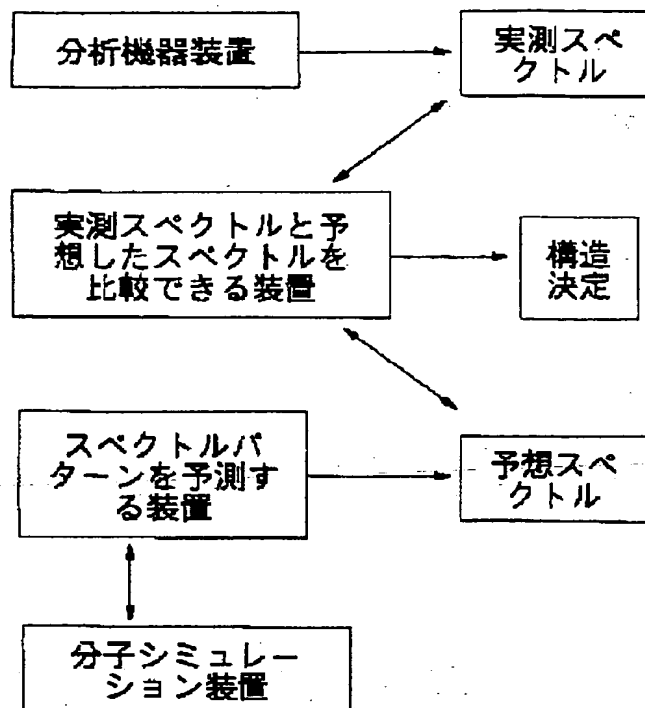 分析機器装置
実測スペ
クトル
実測スペクトルと予
想したスペクトルを
比較できる装置
構造
決定
スペクトルパ
ターンを予測す
る装置
予想スペ
クトル
分子シミュレー
ション装置